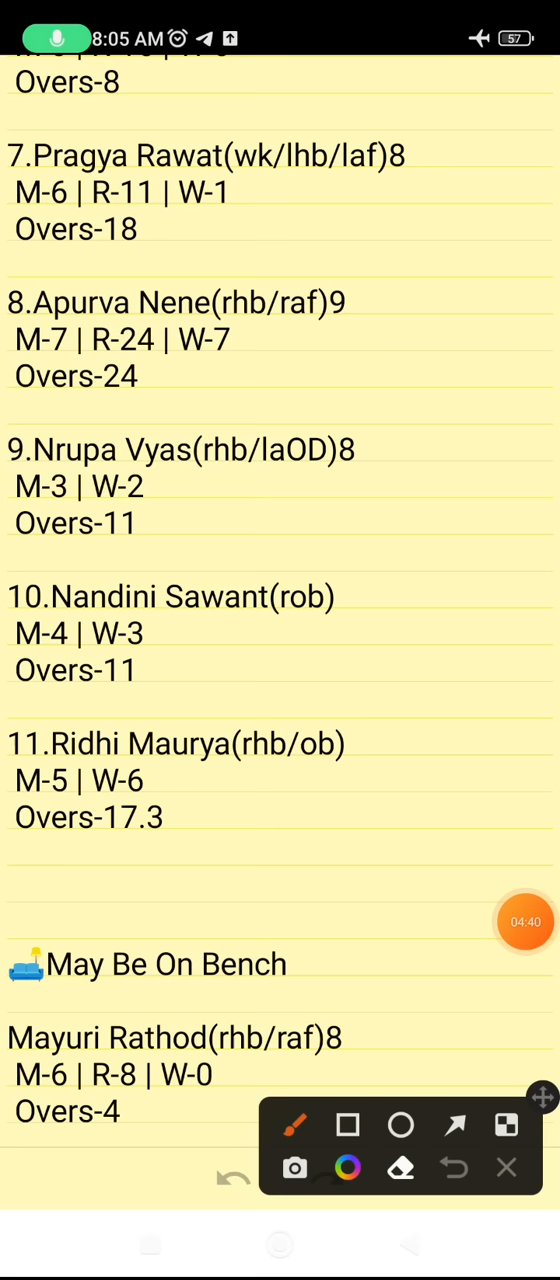 8:05 AM
57
Overs-8
7.Pragya Rawat(wk/lhb/laf)8
M-6 | R-11 | W-1
Overs-18
8.Apurva Nene(rhb/raf)9
M-7 | R-24 | W-7
Overs-24
9.Nrupa Vyas(rhb/laOD)8
M-3 | W-2
Overs-11
10.Nandini Sawant(rob)
M-4 | W-3
Overs-11
11.Ridhi Maurya(rhb/ob)
M-5 | W-6
Overs-17.3
04:40
May Be On Bench
Mayuri Rathod(rhb/raf)8
M-6 | R-8 | W-0
Overs-4